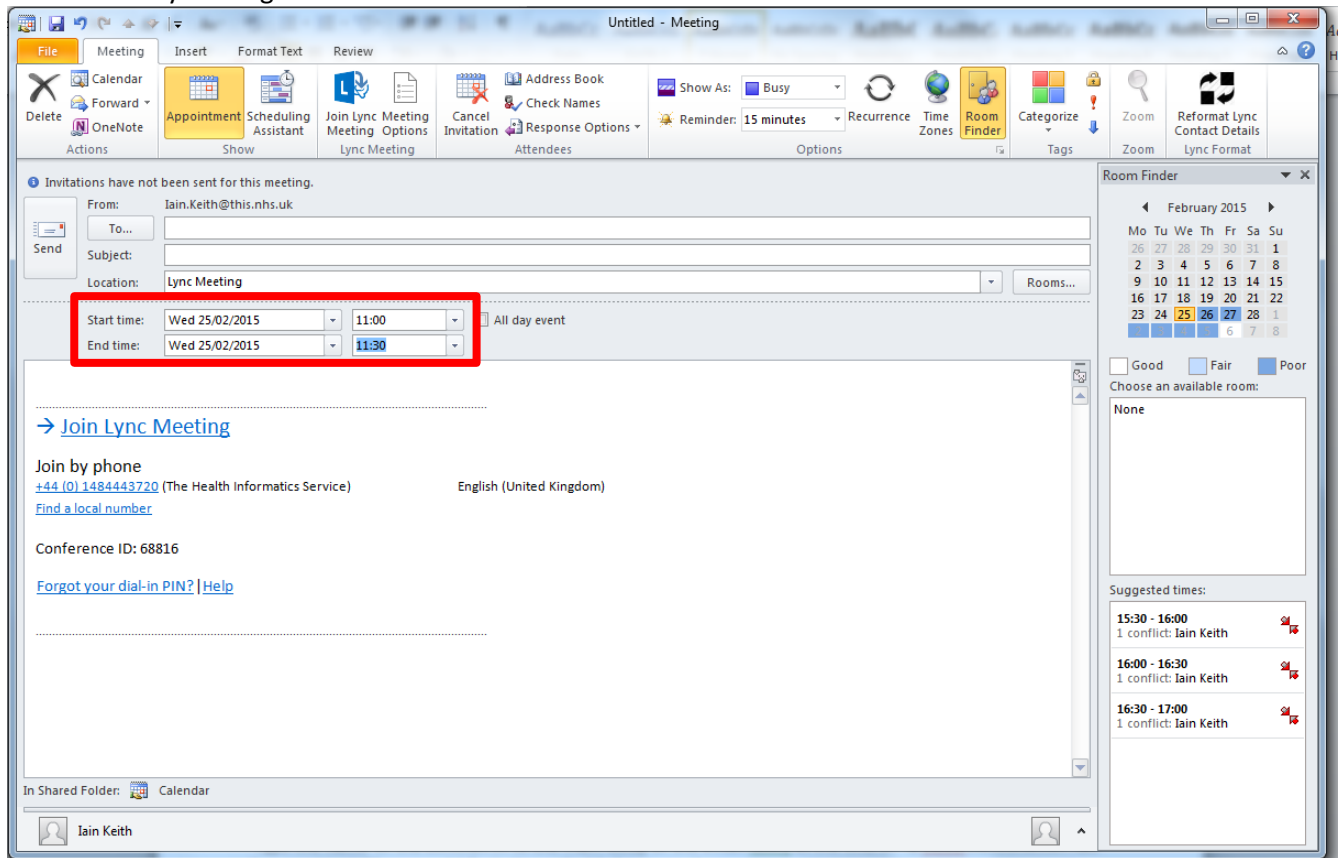 Untitled - Meeting
File Meeting Insert Format Text Review
Delete
Calendar
Forward
OneNote
Actions
Appointment
Scheduling Assistant
Show
Join Lync Meeting
Meeting Options
Lync Meeting
Cancel Invitation
Address Book
Check Names
Response Options
Attendees
Show As: Busy
Reminder: 15 minutes
Recurrence
Time Zones
Room Finder
Options
Categorize
Tags
Zoom
Zoom
Reformat Lync Contact Details
Lync Format
Invitations have not been sent for this meeting.
Send
From: Iain.Keith@this.nhs.uk
To...
Subject:
Location: Lync Meeting Rooms...
Start time: Wed 25/02/2015 11:00 All day event
End time: Wed 25/02/2015 11:30
→ Join Lync Meeting
Join by phone
+44 (0) 1484443720 (The Health Informatics Service) English (United Kingdom)
Find a local number
Conference ID: 68816
Forgot your dial-in PIN? | Help
In Shared Folder: Calendar
Iain Keith
Room Finder
February 2015
Mo Tu We Th Fr Sa Su
26 27 28 29 30 31 1
2 3 4 5 6 7 8
9 10 11 12 13 14 15
16 17 18 19 20 21 22
23 24 25 26 27 28 1
2 3 4 5 6 7 8
Good Fair Poor
Choose an available room:
None
Suggested times:
15:30 - 16:00
1 conflict: Iain Keith
16:00 - 16:30
1 conflict: Iain Keith
16:30 - 17:00
1 conflict: Iain Keith